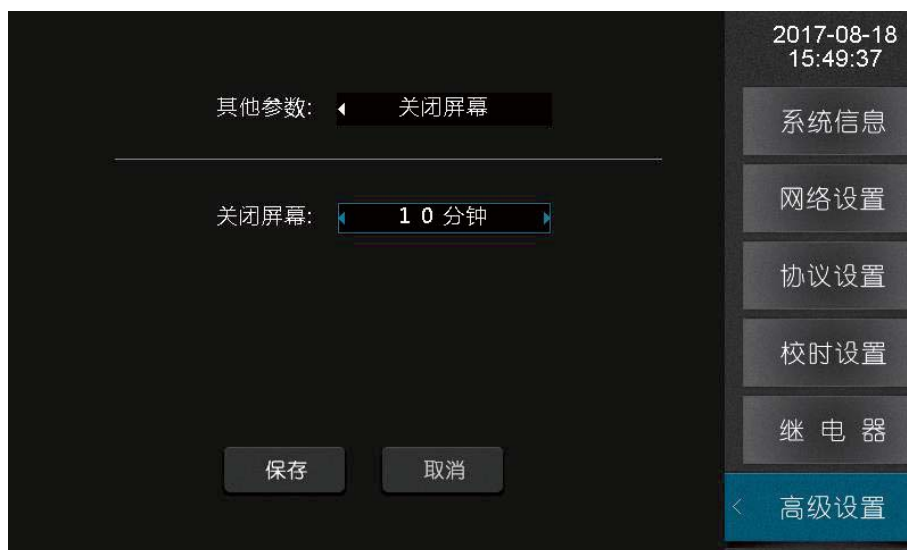 2017-08-18
15:49:37
其他参数: 关闭屏幕
关闭屏幕: 10分钟
保存 取消
系统信息
网络设置
协议设置
校时设置
继 电 器
高级设置